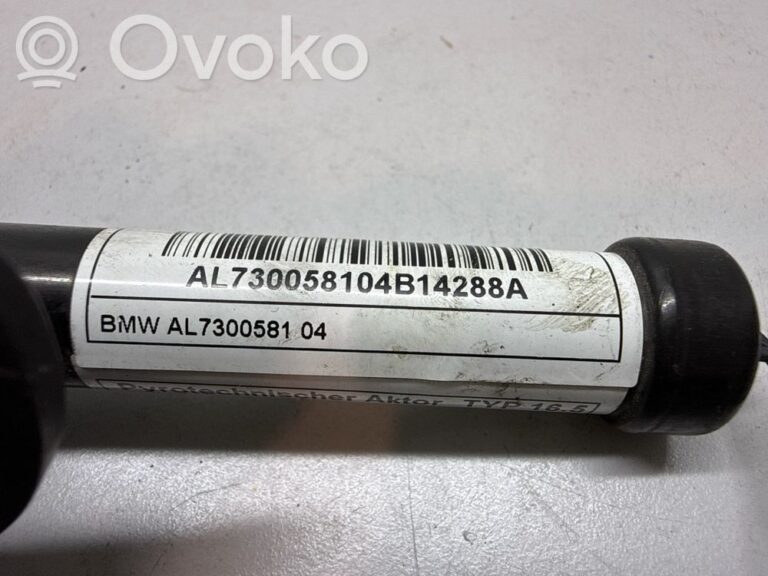 Ovoko
AL730058104B14288A
BMW AL7300581 04
Pyrotechnischer Aktor TYP 16.5